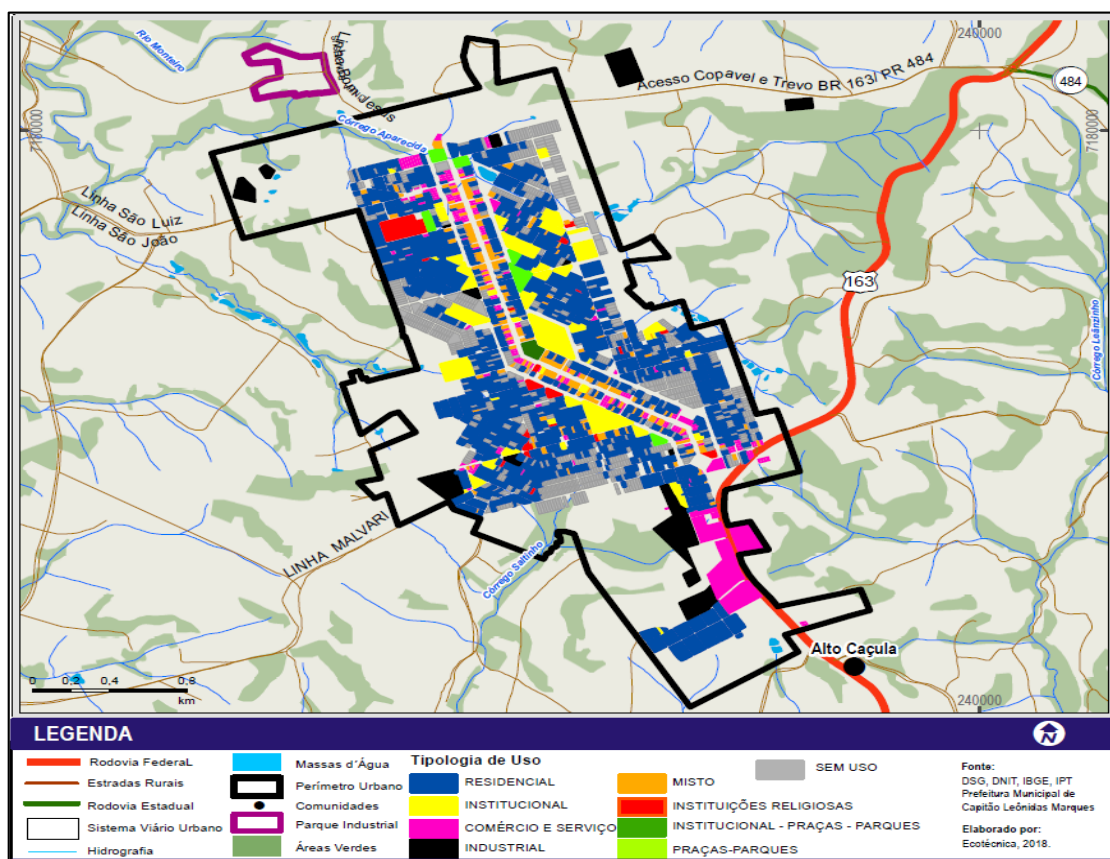 240000
Rio Monteiro
Acesso Copável e Trevo BR 163/ PR 484
484
7180000
7180000
Córrego Aparecida
Linha São Luiz
Linha São João
163
Córrego Leãnzinho
LINHA MALVARI
Córrego Saltinho
Alto Caçula
0 0,2 0,4 0,8
km
240000
LEGENDA
N
Rodovia FederaL
Estradas Rurais
Rodovia Estadual
Sistema Viário Urbano
Hidrografia
Massas d'Água
Perímetro Urbano
Comunidades
Parque Industrial
Áreas Verdes
Tipologia de Uso
RESIDENCIAL
INSTITUCIONAL
COMÉRCIO E SERVIÇO
INDUSTRIAL
MISTO
INSTITUIÇÕES RELIGIOSAS
INSTITUCIONAL - PRAÇAS - PARQUES
PRAÇAS-PARQUES
SEM USO
Fonte:
DSG, DNIT, IBGE, IPT
Prefeitura Municipal de
Capitão Leônidas Marques
Elaborado por:
Ecotécnica, 2018.